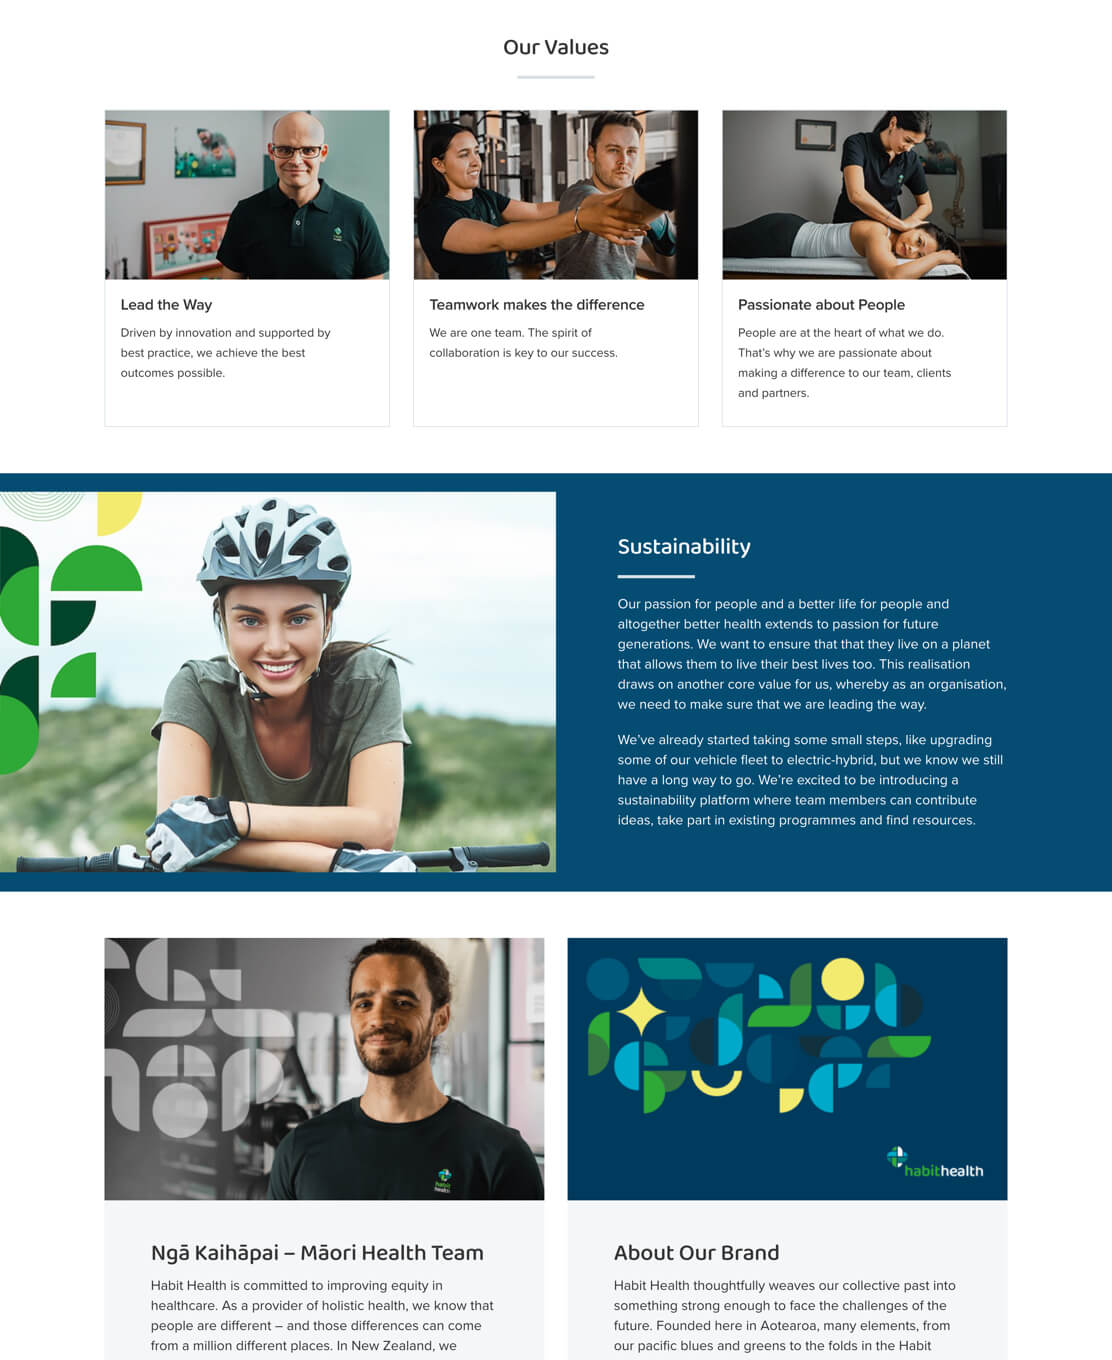 Our Values
Lead the Way
Driven by innovation and supported by
best practice, we achieve the best
outcomes possible.
Teamwork makes the difference
We are one team. The spirit of
collaboration is key to our success.
Passionate about People
People are at the heart of what we do.
That's why we are passionate about
making a difference to our team, clients
and partners.
Sustainability
Our passion for people and a better life for people and
altogether better health extends to passion for future
generations. We want to ensure that that they live on a planet
that allows them to live their best lives too. This realisation
draws on another core value for us, whereby as an organisation,
we need to make sure that we are leading the way.
We've already started taking some small steps, like upgrading
some of our vehicle fleet to electric-hybrid, but we know we still
have a long way to go. We're excited to be introducing a
sustainability platform where team members can contribute
ideas, take part in existing programmes and find resources.
habit
health
habithealth
Ngā Kaihāpai – Māori Health Team
Habit Health is committed to improving equity in
healthcare. As a provider of holistic health, we know that
people are different – and those differences can come
from a million different places. In New Zealand, we
About Our Brand
Habit Health thoughtfully weaves our collective past into
something strong enough to face the challenges of the
future. Founded here in Aotearoa, many elements, from
our pacific blues and greens to the folds in the Habit